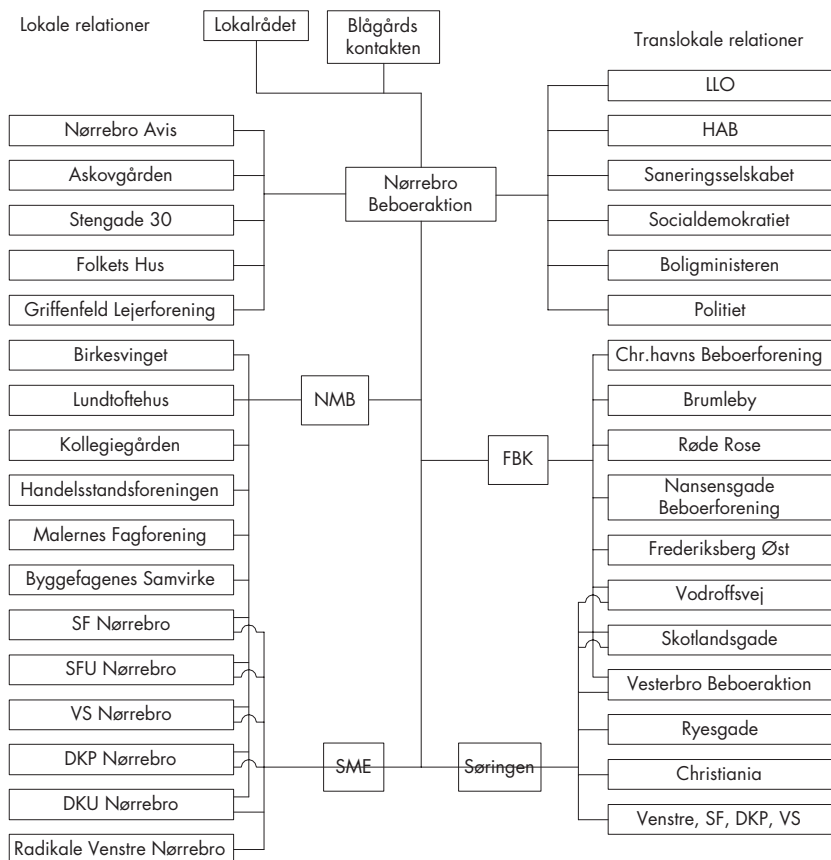 Lokale relationer
Lokalrådet
Blågårds
kontakten
Translokale relationer
Nørrebro Avis
Askovgården
Stengade 30
Folkets Hus
Griffenfeld Lejerforening
Nørrebro
Beboeraktion
LLO
HAB
Saneringsselskabet
Socialdemokratiet
Boligministeren
Politiet
Birkesvinget
Lundtoftehus
Kollegiegården
Handelsstandsforeningen
Malernes Fagforening
Byggefagenes Samvirke
SF Nørrebro
SFU Nørrebro
VS Nørrebro
DKP Nørrebro
DKU Nørrebro
Radikale Venstre Nørrebro
NMB
SME
FBK
Søringen
Chr.havns Beboerforening
Brumleby
Røde Rose
Nansensgade
Beboerforening
Frederiksberg Øst
Vodroffsvej
Skotlandsgade
Vesterbro Beboeraktion
Ryesgade
Christiania
Venstre, SF, DKP, VS